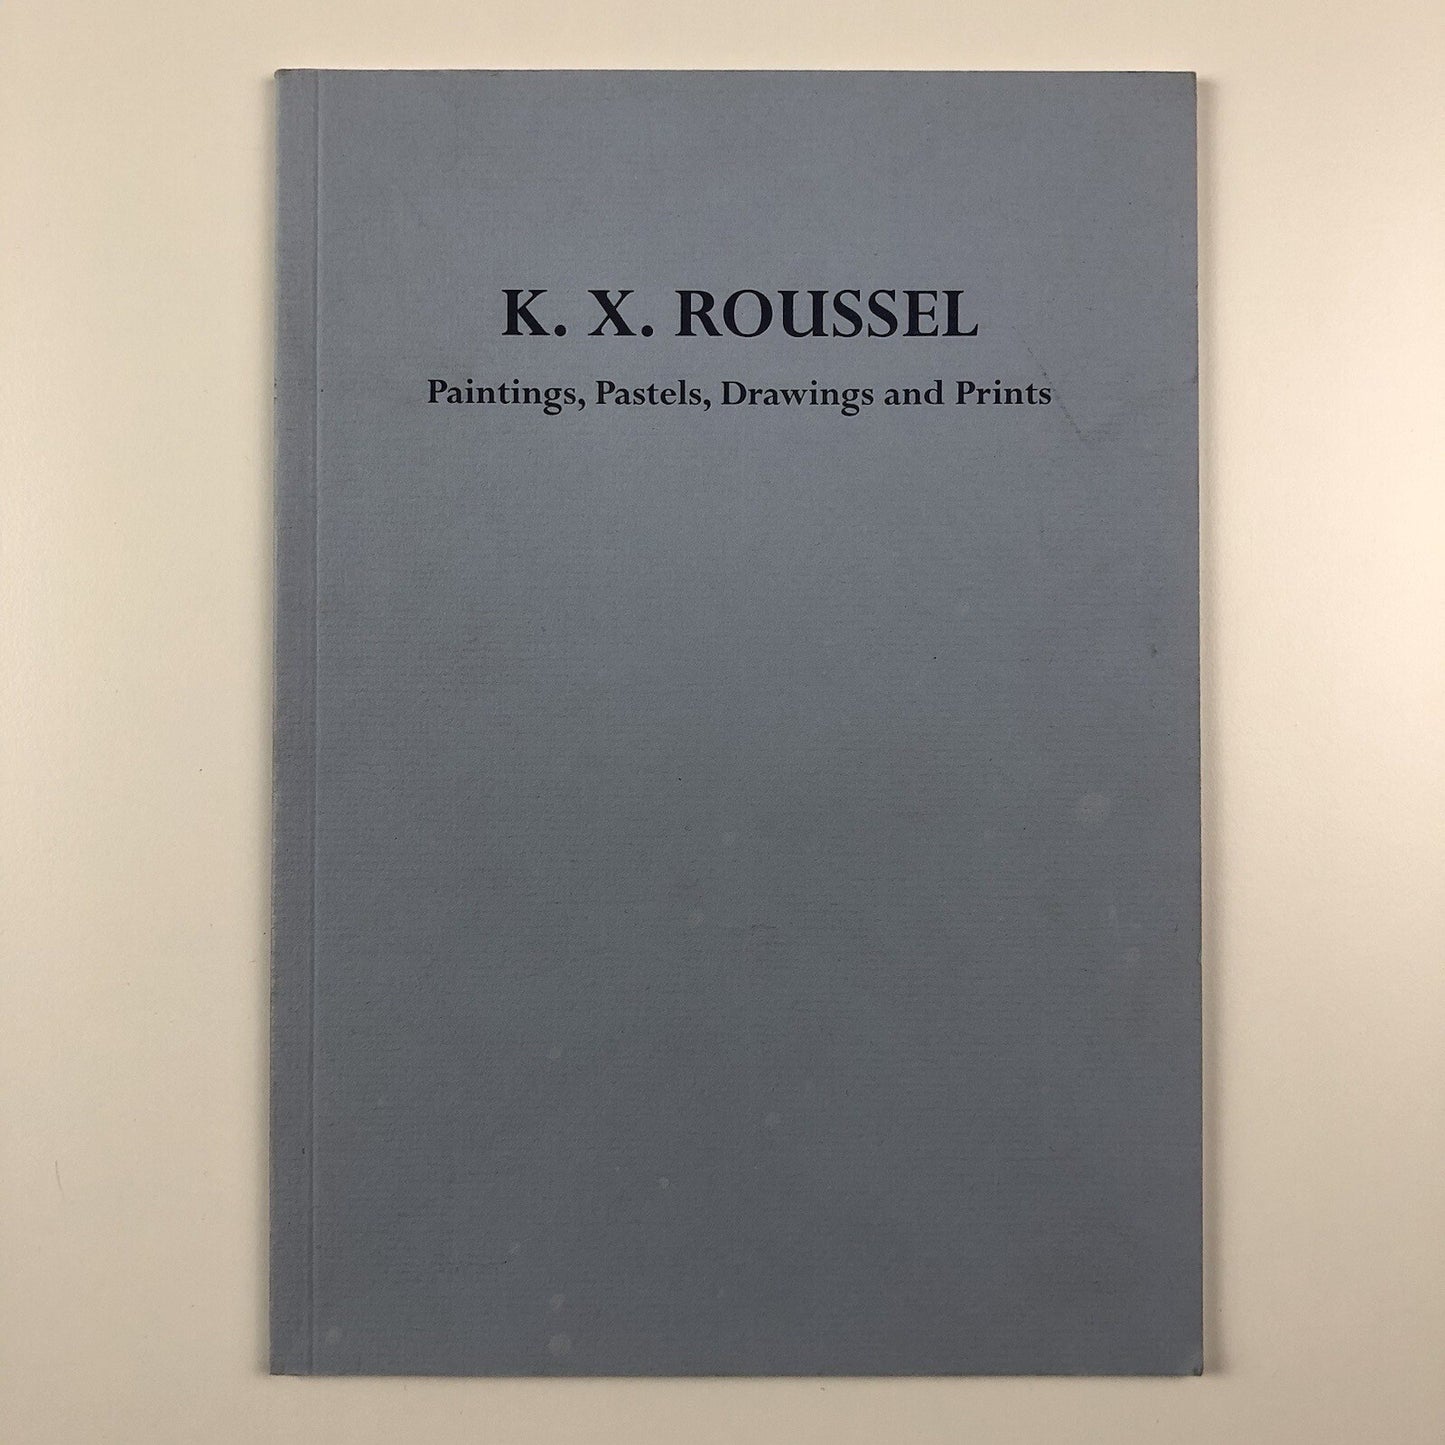 K. X. ROUSSEL
Paintings, Pastels, Drawings and Prints